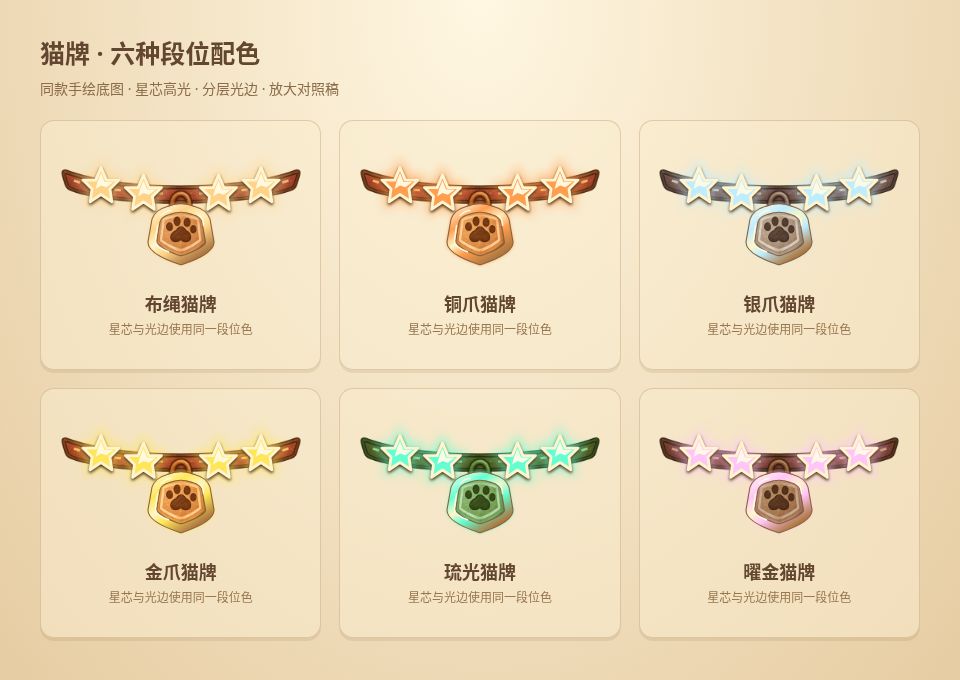 猫牌 · 六种段位配色
同款手绘底图 · 星芯高光 · 分层光边 · 放大对照稿
布绳猫牌
星芯与光边使用同一段位色
铜爪猫牌
星芯与光边使用同一段位色
银爪猫牌
星芯与光边使用同一段位色
金爪猫牌
星芯与光边使用同一段位色
琉光猫牌
星芯与光边使用同一段位色
曜金猫牌
星芯与光边使用同一段位色